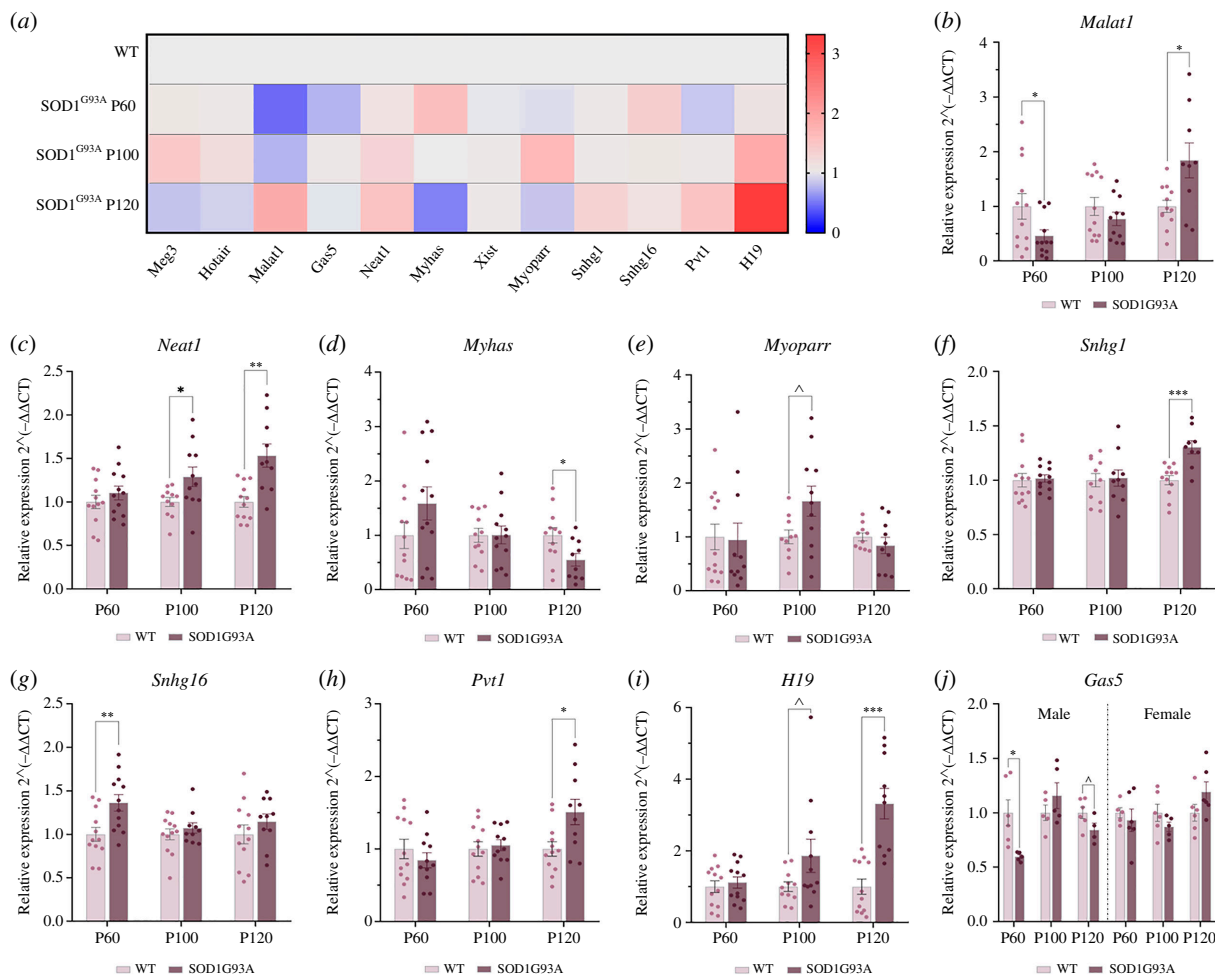 (a)
WT
SOD1G93A P60
SOD1G93A P100
SOD1G93A P120
Meg3 Hotair Malat1 Gas5 Neat1 Myhas Xist Myoparr Snhg1 Snhg16 Pvt1 H19
3
2
1
0
(b) Malat1
Relative expression 2^(−ΔΔCT)
4
3
2
1
0
* *
P60 P100 P120
WT SOD1G93A
(c) Neat1
Relative expression 2^(−ΔΔCT)
2.5
2.0
1.5
1.0
0.5
0.0
* **
P60 P100 P120
WT SOD1G93A
(d) Myhas
Relative expression 2^(−ΔΔCT)
4
3
2
1
0
*
P60 P100 P120
WT SOD1G93A
(e) Myoparr
Relative expression 2^(−ΔΔCT)
4
3
2
1
0
^
P60 P100 P120
WT SOD1G93A
(f) Snhg1
Relative expression 2^(−ΔΔCT)
2.0
1.5
1.0
0.5
0.0
***
P60 P100 P120
WT SOD1G93A
(g) Snhg16
Relative expression 2^(−ΔΔCT)
2.5
2.0
1.5
1.0
0.5
0.0
**
P60 P100 P120
WT SOD1G93A
(h) Pvt1
Relative expression 2^(−ΔΔCT)
3
2
1
0
*
P60 P100 P120
WT SOD1G93A
(i) H19
Relative expression 2^(−ΔΔCT)
6
4
2
0
^ ***
P60 P100 P120
WT SOD1G93A
(j) Gas5
Relative expression 2^(−ΔΔCT)
2.0
1.5
1.0
0.5
0.0
Male Female
* ^
P60 P100 P120 P60 P100 P120
WT SOD1G93A